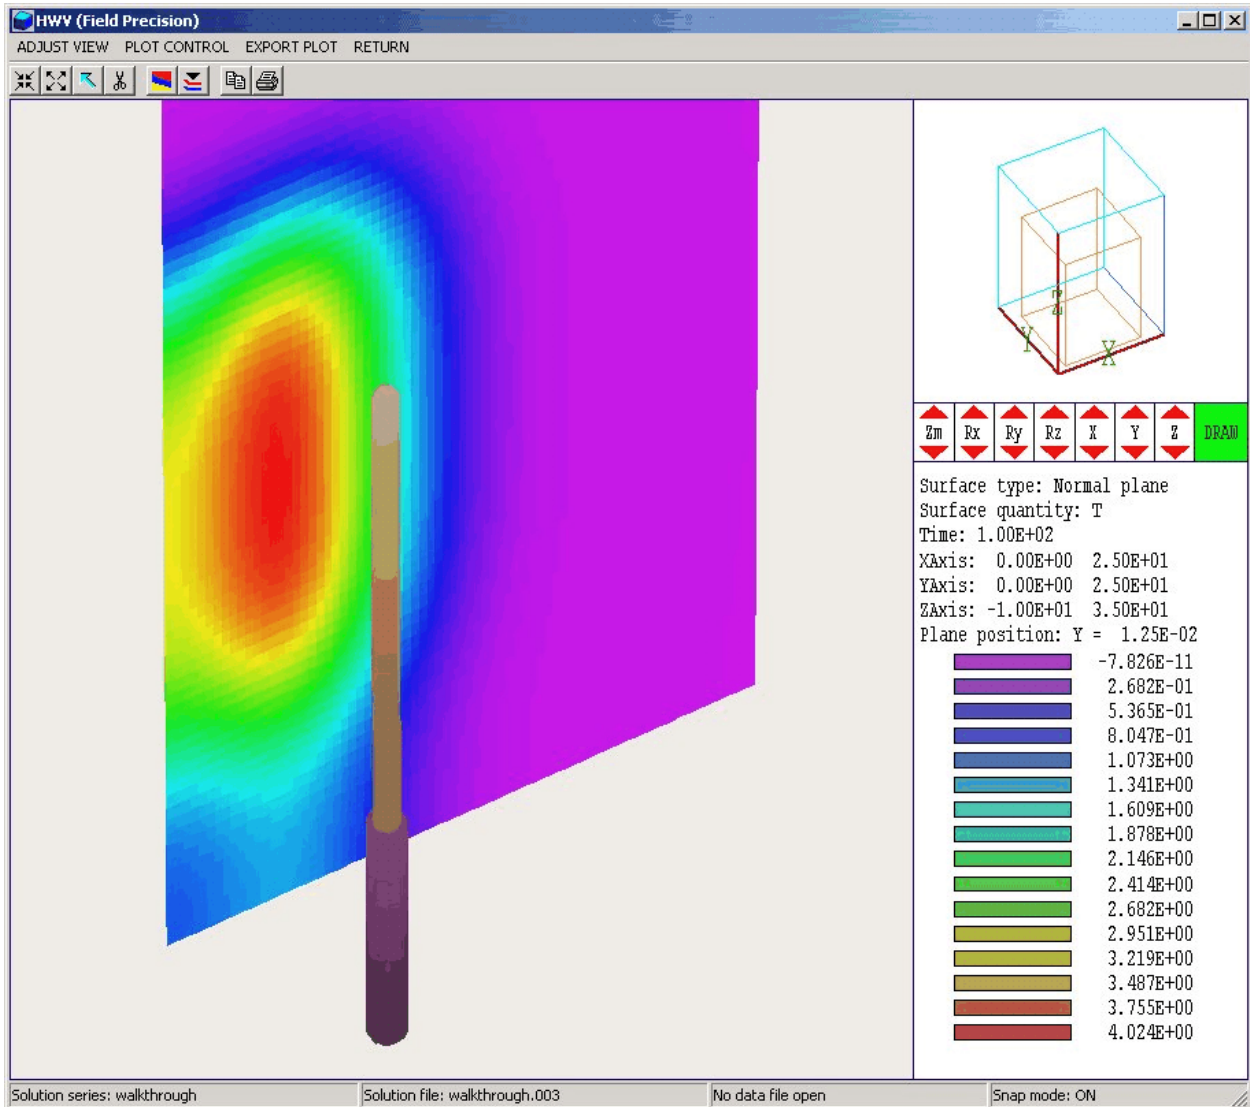 HWV (Field Precision)
ADJUST VIEW PLOT CONTROL EXPORT PLOT RETURN
Z
Y
X
Zm Rx Ry Rz X Y Z DRAW
Surface type: Normal plane
Surface quantity: T
Time: 1.00E+02
XAxis: 0.00E+00 2.50E+01
YAxis: 0.00E+00 2.50E+01
ZAxis: -1.00E+01 3.50E+01
Plane position: Y = 1.25E-02
-7.826E-11
2.682E-01
5.365E-01
8.047E-01
1.073E+00
1.341E+00
1.609E+00
1.878E+00
2.146E+00
2.414E+00
2.682E+00
2.951E+00
3.219E+00
3.487E+00
3.755E+00
4.024E+00
Solution series: walkthrough Solution file: walkthrough.003 No data file open Snap mode: ON